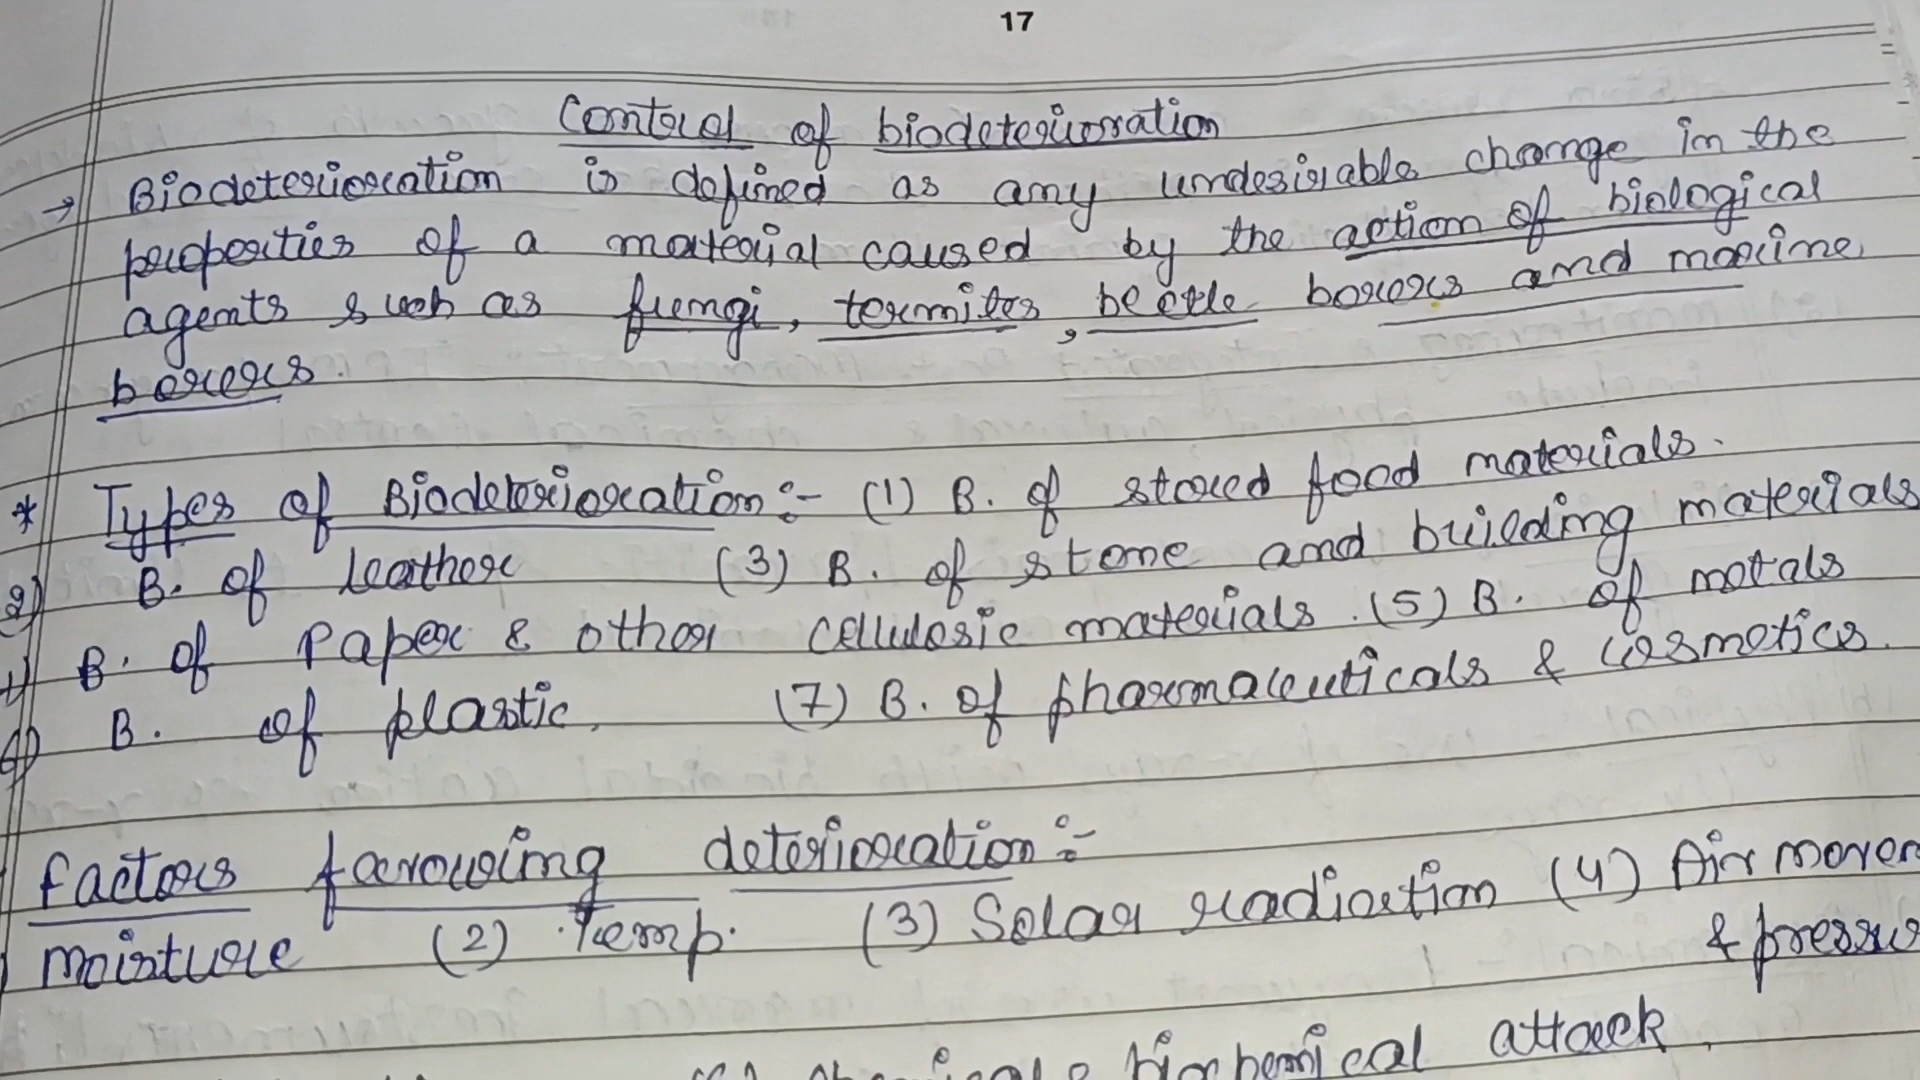 17
Control of biodeterioration
→ Biodeterioration is defined as any undesirable change in the
properties of a material caused by the action of biological
agents such as fungi, termites, beetle borers and marine
borers.
* Types of Biodeterioration :- (1) B. of stored food materials.
2) B. of leather (3) B. of stone and building materials
4) B. of Paper & other cellulosic materials. (5) B. of metals
6) B. of plastic. (7) B. of pharmaceuticals & cosmetics.
factors favouring deterioration :-
moisture (2) Temp. (3) Solar radiation (4) Air
& 
biochemical attack.